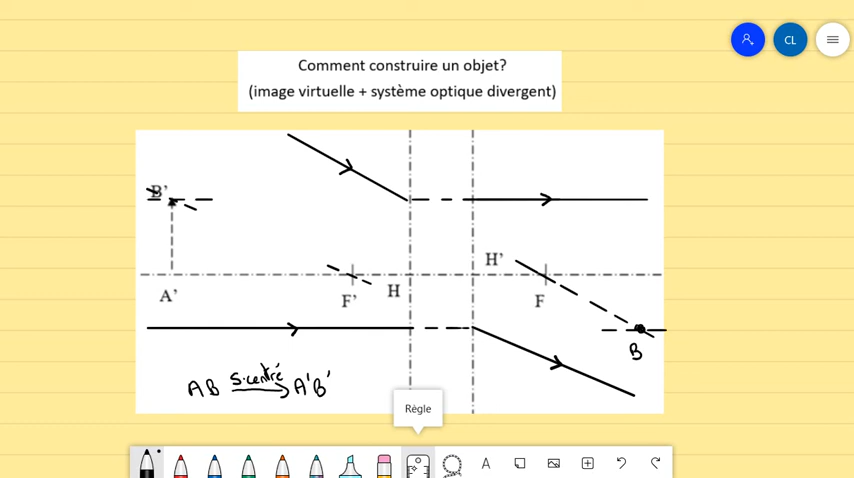 CL
Comment construire un objet?
(image virtuelle + système optique divergent)
B'
H'
A'
F'
H
F
B
AB s.centré A'B'
Règle
A